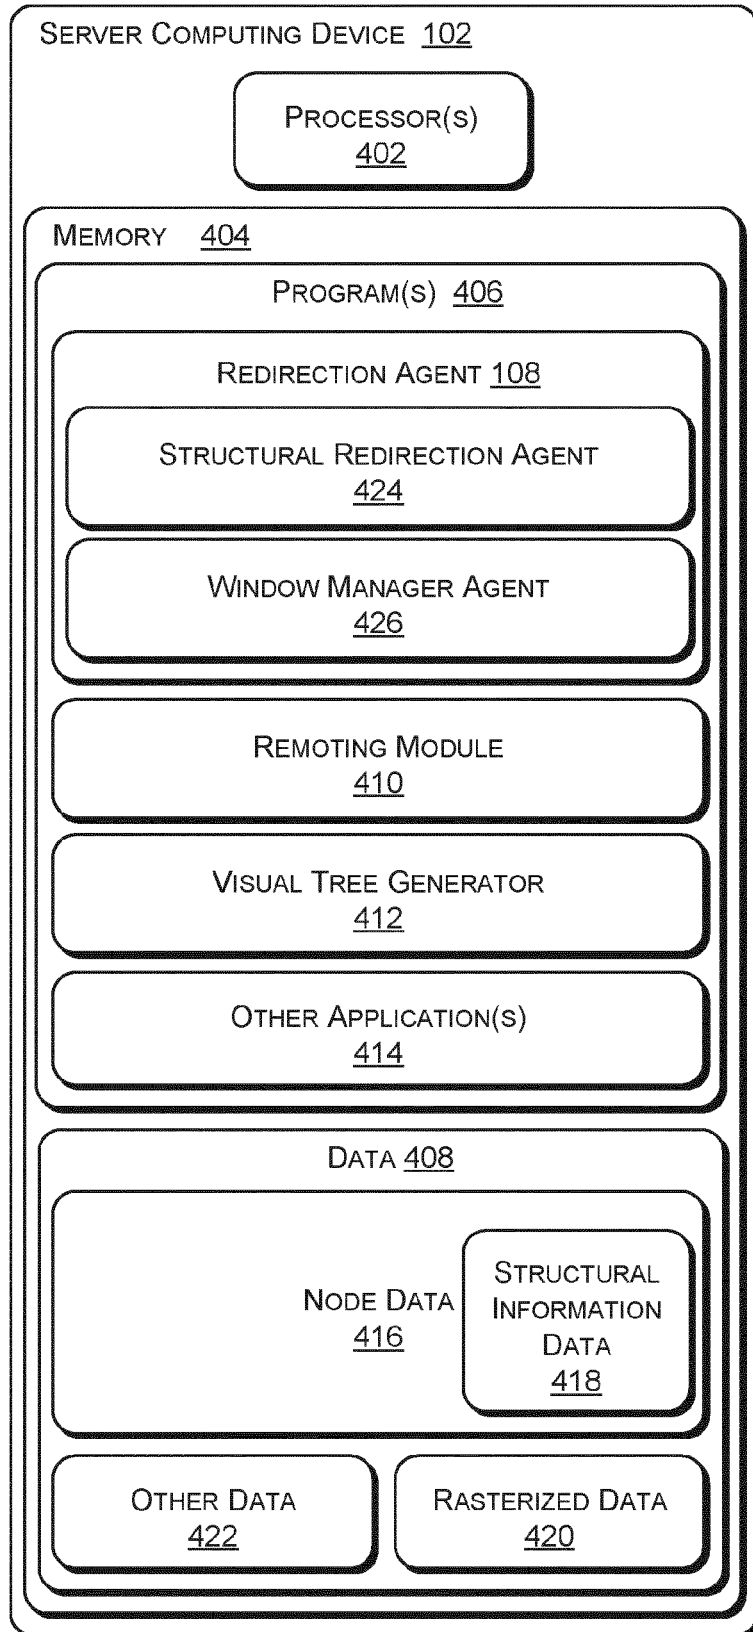 SERVER COMPUTING DEVICE 102
PROCESSOR(S)
402
MEMORY 404
PROGRAM(S) 406
REDIRECTION AGENT 108
STRUCTURAL REDIRECTION AGENT
424
WINDOW MANAGER AGENT
426
REMOTING MODULE
410
VISUAL TREE GENERATOR
412
OTHER APPLICATION(S)
414
DATA 408
NODE DATA
416
STRUCTURAL
INFORMATION
DATA
418
OTHER DATA
422
RASTERIZED DATA
420